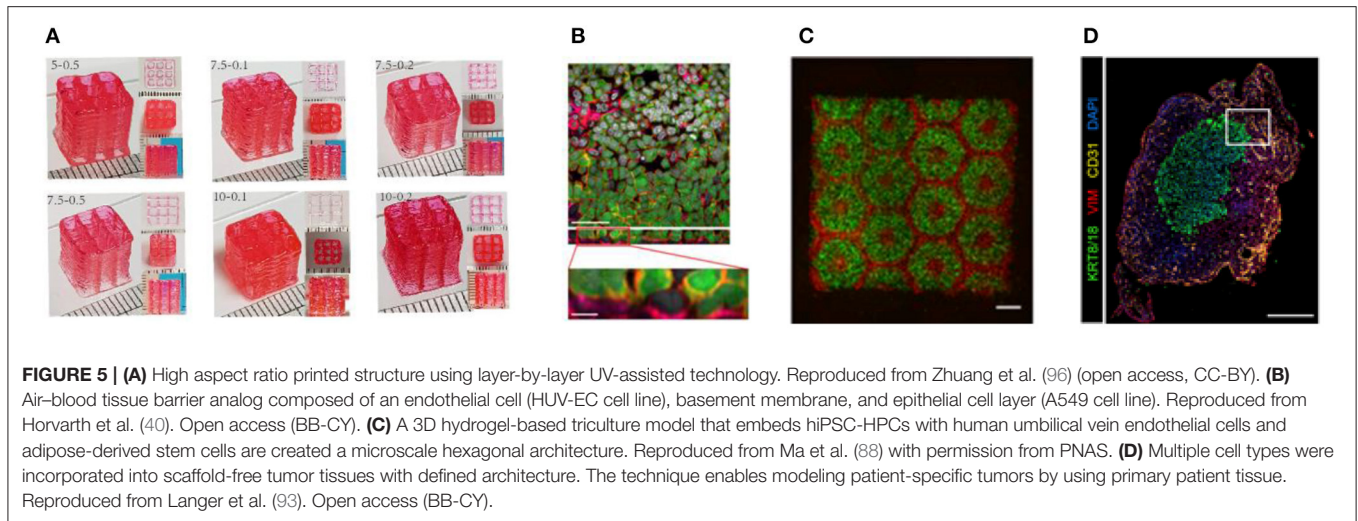 A
B
C
D
5-0.5
7.5-0.1
7.5-0.2
7.5-0.5
10-0.1
10-0.2
KRT8/18 VIM CD31 DAPI
FIGURE 5 | (A) High aspect ratio printed structure using layer-by-layer UV-assisted technology. Reproduced from Zhuang et al. (96) (open access, CC-BY). (B)
Air–blood tissue barrier analog composed of an endothelial cell (HUV-EC cell line), basement membrane, and epithelial cell layer (A549 cell line). Reproduced from
Horvarth et al. (40). Open access (BB-CY). (C) A 3D hydrogel-based triculture model that embeds hiPSC-HPCs with human umbilical vein endothelial cells and
adipose-derived stem cells are created a microscale hexagonal architecture. Reproduced from Ma et al. (88) with permission from PNAS. (D) Multiple cell types were
incorporated into scaffold-free tumor tissues with defined architecture. The technique enables modeling patient-specific tumors by using primary patient tissue.
Reproduced from Langer et al. (93). Open access (BB-CY).